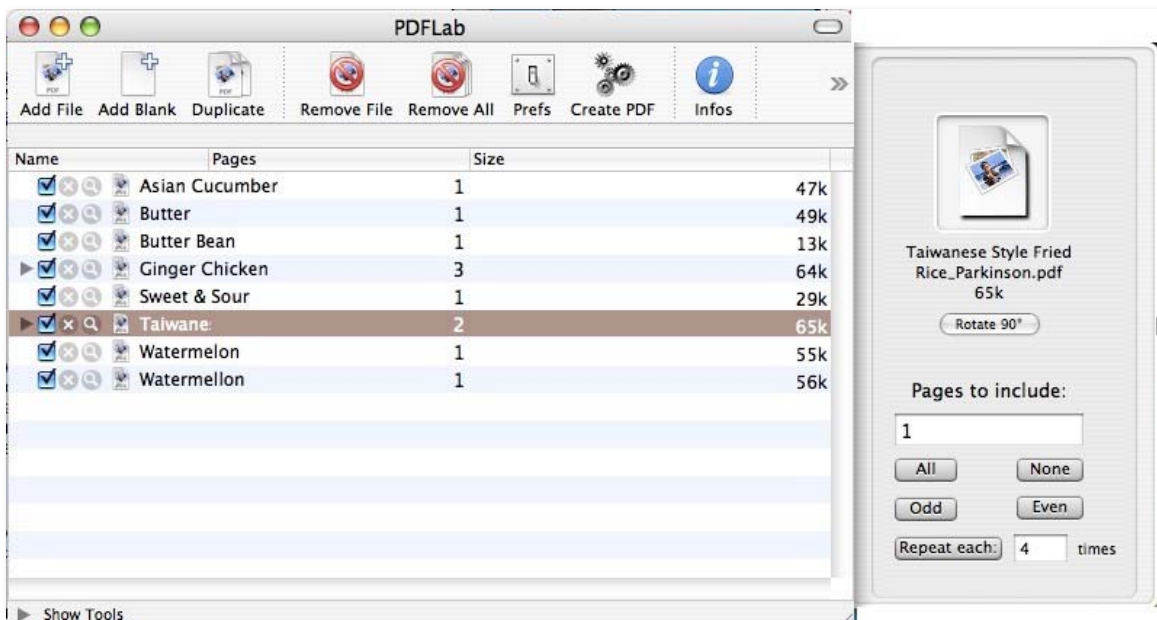 PDFLab
Add File Add Blank Duplicate Remove File Remove All Prefs Create PDF Infos
Name Pages Size
Asian Cucumber 1 47k
Butter 1 49k
Butter Bean 1 13k
Ginger Chicken 3 64k
Sweet & Sour 1 29k
Taiwane 2 65k
Watermelon 1 55k
Watermellon 1 56k
Show Tools
Taiwanese Style Fried
Rice_Parkinson.pdf
65k
Rotate 90°
Pages to include:
1
All None
Odd Even
Repeat each: 4 times